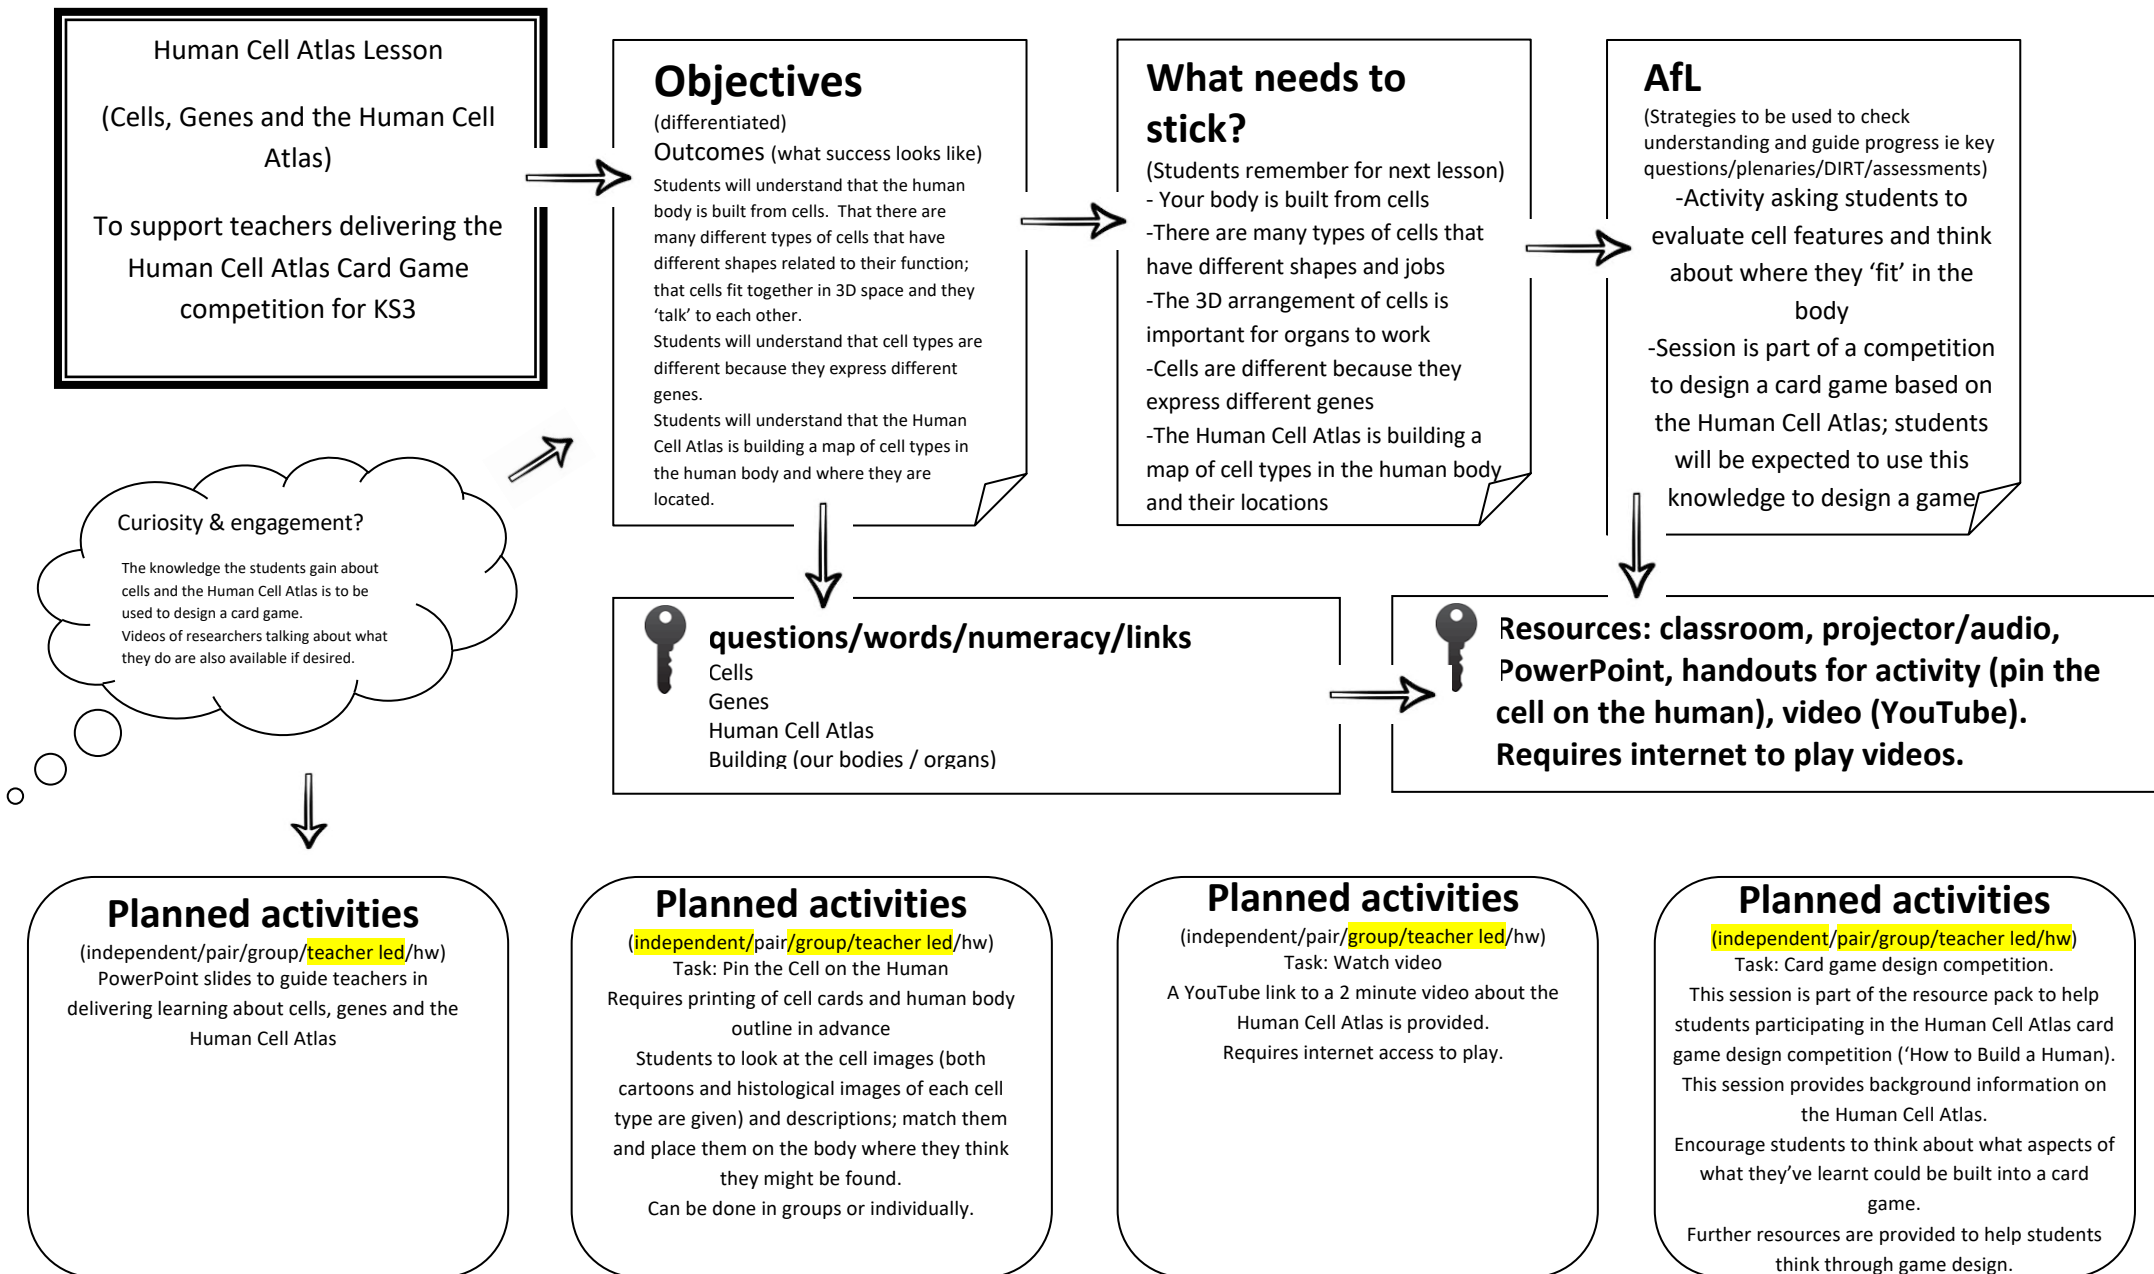 Human Cell Atlas Lesson
(Cells, Genes and the Human Cell
Atlas)
To support teachers delivering the
Human Cell Atlas Card Game
competition for KS3
Objectives
(differentiated)
Outcomes (what success looks like)
Students will understand that the human
body is built from cells.  That there are
many different types of cells that have
different shapes related to their function;
that cells fit together in 3D space and they
‘talk’ to each other.
Students will understand that cell types are
different because they express different
genes.
Students will understand that the Human
Cell Atlas is building a map of cell types in
the human body and where they are
located.
What needs to
stick?
(Students remember for next lesson)
- Your body is built from cells
-There are many types of cells that
have different shapes and jobs
-The 3D arrangement of cells is
important for organs to work
-Cells are different because they
express different genes
-The Human Cell Atlas is building a
map of cell types in the human body
and their locations
AfL
(Strategies to be used to check
understanding and guide progress ie key
questions/plenaries/DIRT/assessments)
-Activity asking students to
evaluate cell features and think
about where they ‘fit’ in the
body
-Session is part of a competition
to design a card game based on
the Human Cell Atlas; students
will be expected to use this
knowledge to design a game
Curiosity & engagement?
The knowledge the students gain about
cells and the Human Cell Atlas is to be
used to design a card game.
Videos of researchers talking about what
they do are also available if desired.
questions/words/numeracy/links
Cells
Genes
Human Cell Atlas
Building (our bodies / organs)
Resources: classroom, projector/audio,
PowerPoint, handouts for activity (pin the
cell on the human), video (YouTube).
Requires internet to play videos.
Planned activities
(independent/pair/group/teacher led/hw)
PowerPoint slides to guide teachers in
delivering learning about cells, genes and the
Human Cell Atlas
Planned activities
(independent/pair/group/teacher led/hw)
Task: Pin the Cell on the Human
Requires printing of cell cards and human body
outline in advance
Students to look at the cell images (both
cartoons and histological images of each cell
type are given) and descriptions; match them
and place them on the body where they think
they might be found.
Can be done in groups or individually.
Planned activities
(independent/pair/group/teacher led/hw)
Task: Watch video
A YouTube link to a 2 minute video about the
Human Cell Atlas is provided.
Requires internet access to play.
Planned activities
(independent/pair/group/teacher led/hw)
Task: Card game design competition.
This session is part of the resource pack to help
students participating in the Human Cell Atlas card
game design competition (‘How to Build a Human).
This session provides background information on
the Human Cell Atlas.
Encourage students to think about what aspects of
what they’ve learnt could be built into a card
game.
Further resources are provided to help students
think through game design.